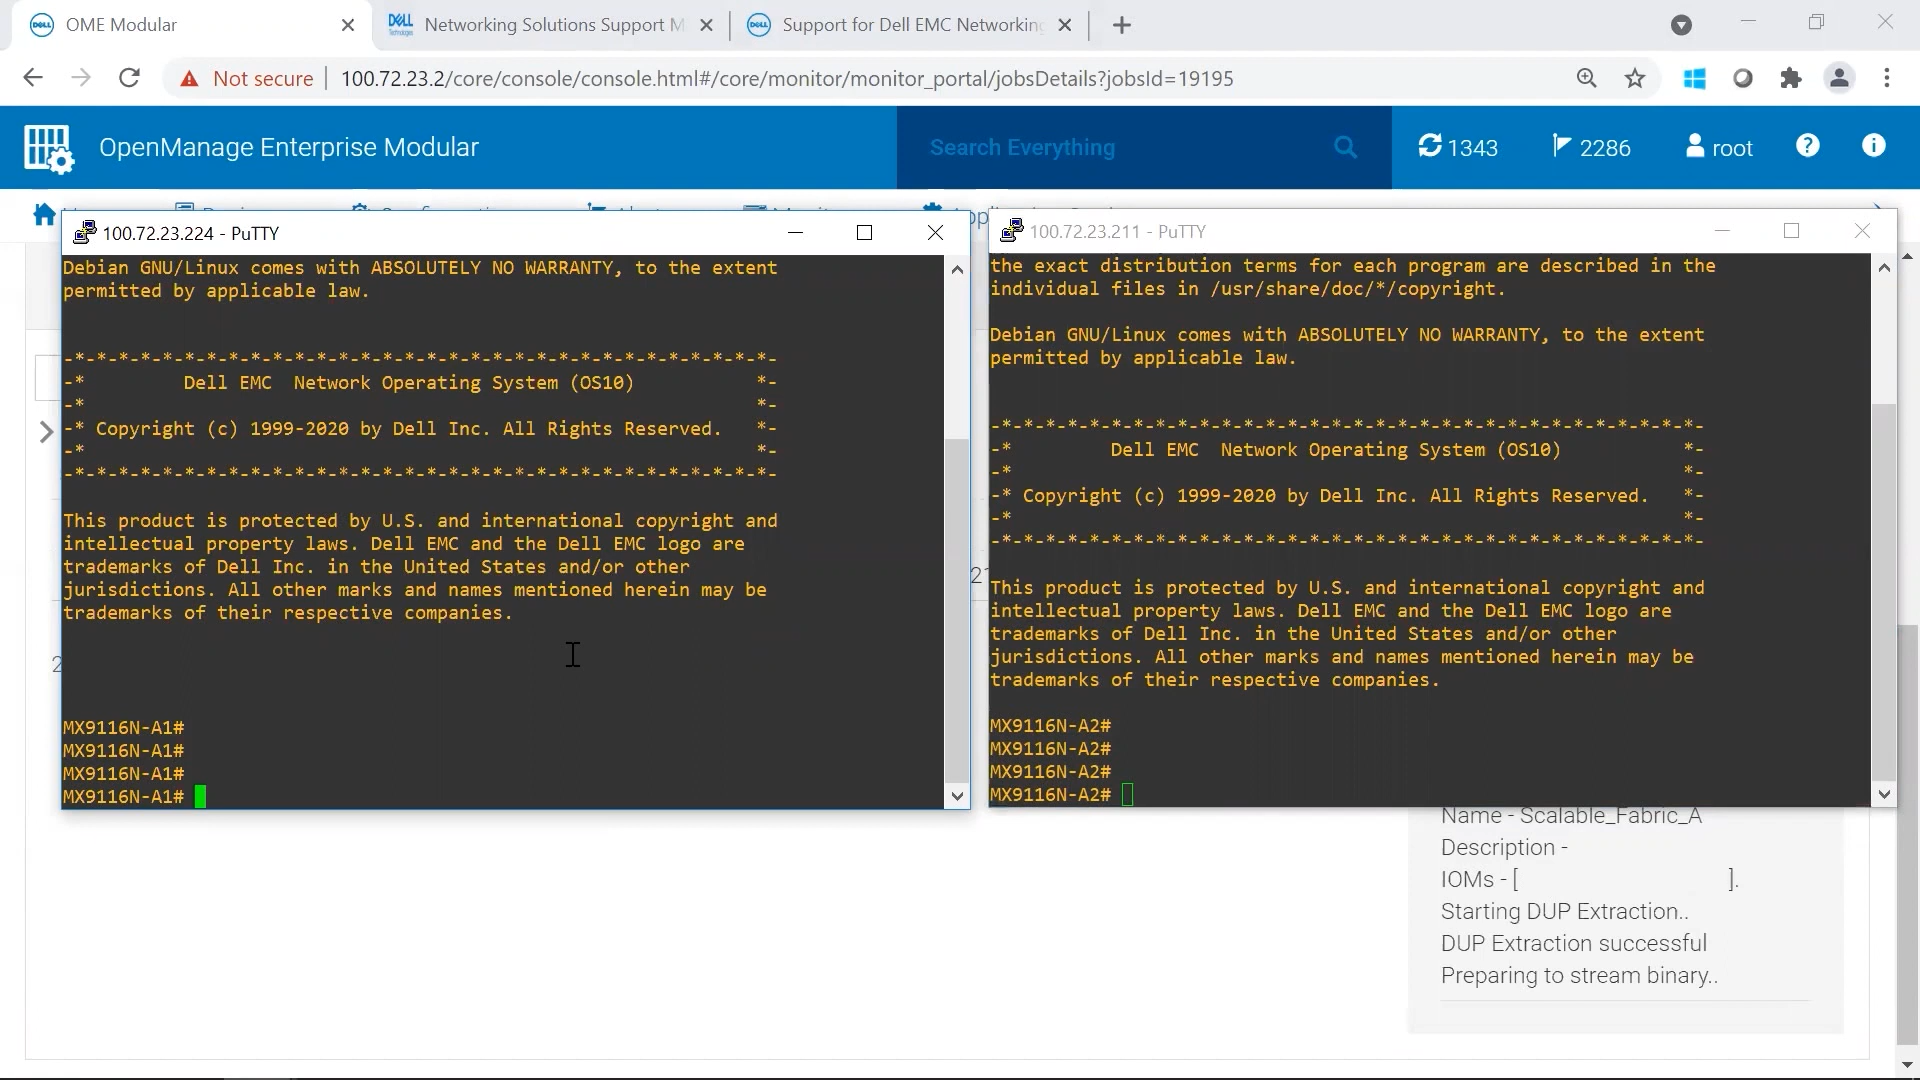 OME Modular
DELL Technologies
Networking Solutions Support M
Support for Dell EMC Networking
Not secure
100.72.23.2/core/console/console.html#/core/monitor/monitor_portal/jobsDetails?jobsId=19195
OpenManage Enterprise Modular
Search Everything
1343
2286
root
100.72.23.224 - PuTTY
Debian GNU/Linux comes with ABSOLUTELY NO WARRANTY, to the extent
permitted by applicable law.
-*-*-*-*-*-*-*-*-*-*-*-*-*-*-*-*-*-*-*-*-*-*-*-*-*-*-*-*-*-*-*-*-
-* Dell EMC Network Operating System (OS10) *-
-* *-
-* Copyright (c) 1999-2020 by Dell Inc. All Rights Reserved. *-
-* *-
-*-*-*-*-*-*-*-*-*-*-*-*-*-*-*-*-*-*-*-*-*-*-*-*-*-*-*-*-*-*-*-*-
This product is protected by U.S. and international copyright and
intellectual property laws. Dell EMC and the Dell EMC logo are
trademarks of Dell Inc. in the United States and/or other
jurisdictions. All other marks and names mentioned herein may be
trademarks of their respective companies.
MX9116N-A1#
MX9116N-A1#
MX9116N-A1#
MX9116N-A1#
100.72.23.211 - PuTTY
the exact distribution terms for each program are described in the
individual files in /usr/share/doc/*/copyright.
Debian GNU/Linux comes with ABSOLUTELY NO WARRANTY, to the extent
permitted by applicable law.
-*-*-*-*-*-*-*-*-*-*-*-*-*-*-*-*-*-*-*-*-*-*-*-*-*-*-*-*-*-*-*-*-
-* Dell EMC Network Operating System (OS10) *-
-* *-
-* Copyright (c) 1999-2020 by Dell Inc. All Rights Reserved. *-
-* *-
-*-*-*-*-*-*-*-*-*-*-*-*-*-*-*-*-*-*-*-*-*-*-*-*-*-*-*-*-*-*-*-*-
This product is protected by U.S. and international copyright and
intellectual property laws. Dell EMC and the Dell EMC logo are
trademarks of Dell Inc. in the United States and/or other
jurisdictions. All other marks and names mentioned herein may be
trademarks of their respective companies.
MX9116N-A2#
MX9116N-A2#
MX9116N-A2#
MX9116N-A2#
Name - Scalable_Fabric_A
Description -
IOMs - [ ].
Starting DUP Extraction..
DUP Extraction successful
Preparing to stream binary..